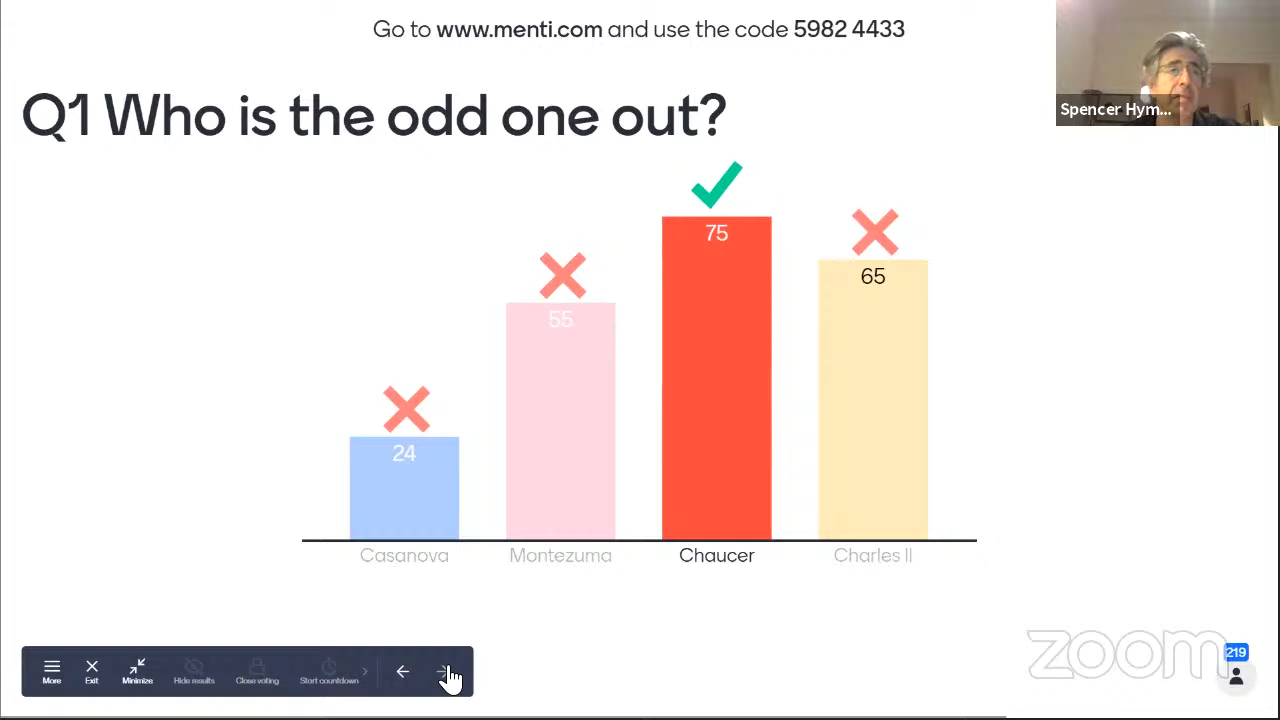 Go to www.menti.com and use the code 5982 4433
Spencer Hym...
Q1 Who is the odd one out?
75
65
55
24
Casanova
Montezuma
Chaucer
Charles II
More
Exit
Minimize
Hide results
Close voting
Start countdown
zoom
219